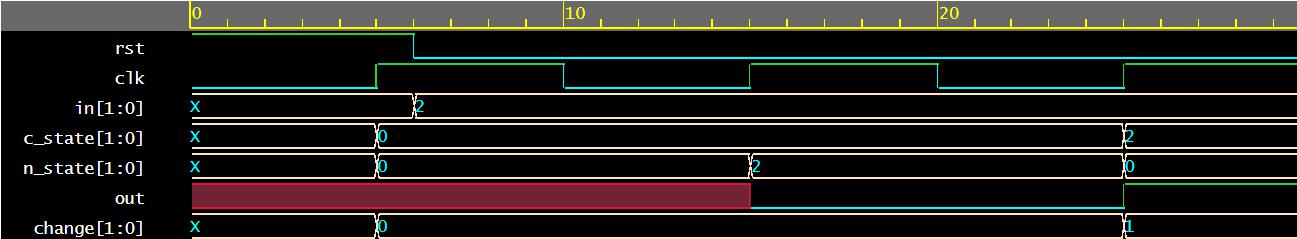 0 10 20
rst
clk
in[1:0] X 2
c_state[1:0] X 0 2
n_state[1:0] X 0 2 0
out
change[1:0] X 0 1